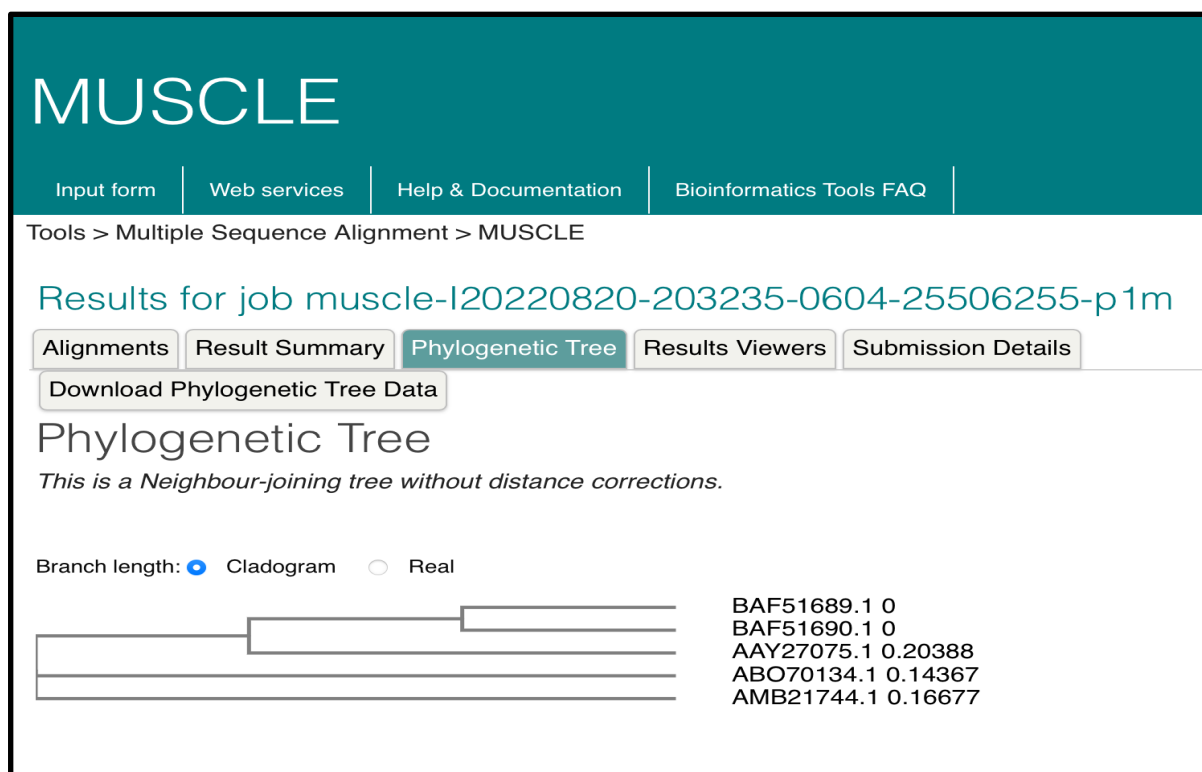 MUSCLE
Input form Web services Help & Documentation Bioinformatics Tools FAQ
Tools > Multiple Sequence Alignment > MUSCLE
Results for job muscle-I20220820-203235-0604-25506255-p1m
Alignments Result Summary Phylogenetic Tree Results Viewers Submission Details
Download Phylogenetic Tree Data
Phylogenetic Tree
This is a Neighbour-joining tree without distance corrections.
Branch length: Cladogram Real
BAF51689.1 0
BAF51690.1 0
AAY27075.1 0.20388
ABO70134.1 0.14367
AMB21744.1 0.16677